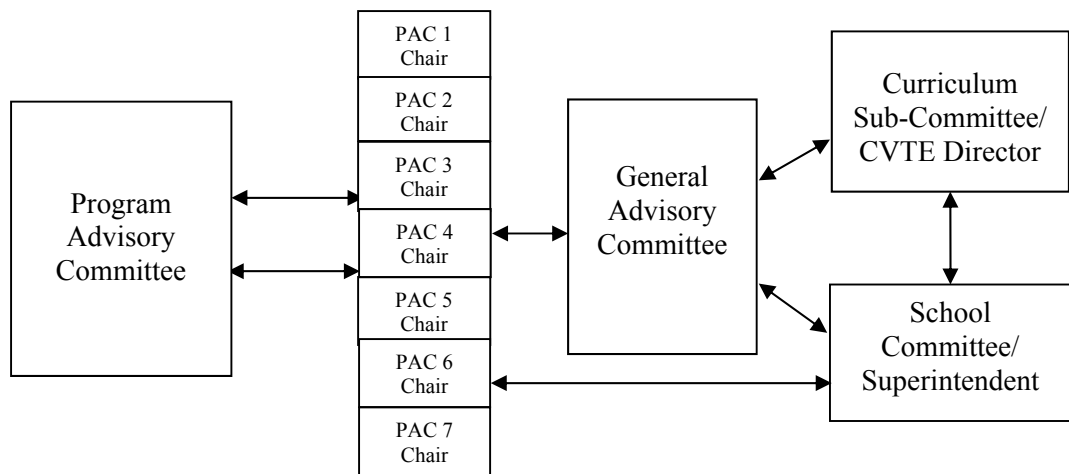 Program
Advisory
Committee
PAC 1
Chair
PAC 2
Chair
PAC 3
Chair
PAC 4
Chair
PAC 5
Chair
PAC 6
Chair
PAC 7
Chair
General
Advisory
Committee
Curriculum
Sub-Committee/
CVTE Director
School
Committee/
Superintendent